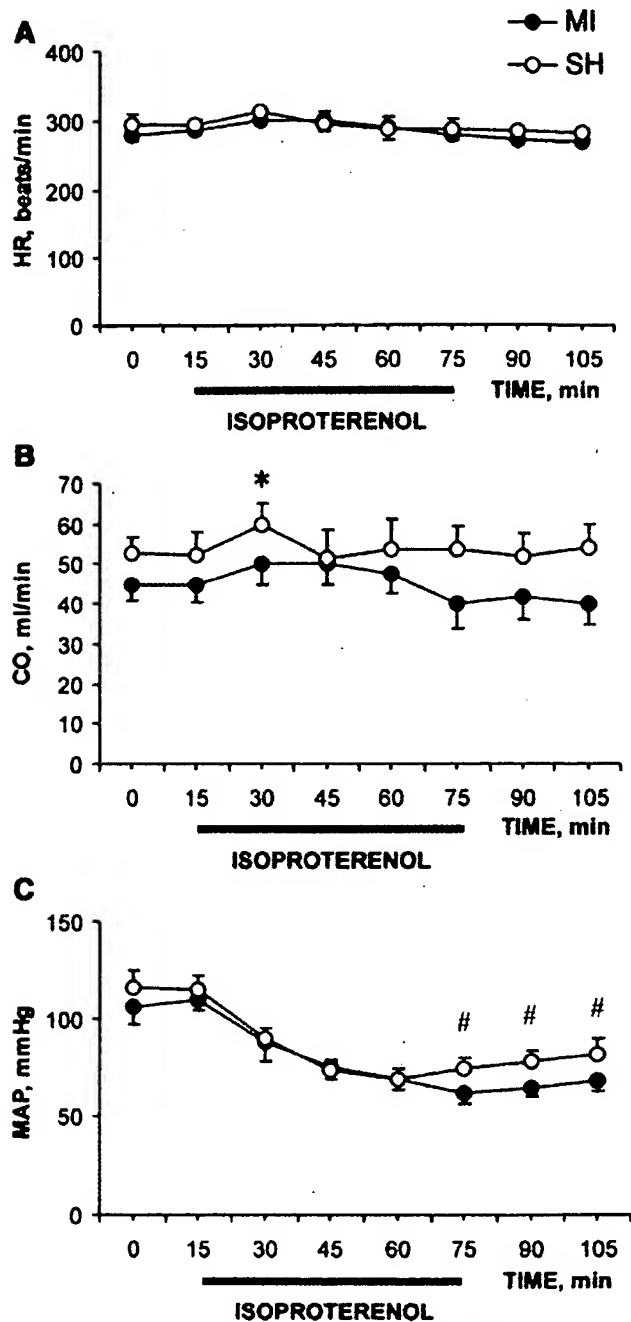 MI
SH
A
400
300
200
100
0
HR, beats/min
0 15 30 45 60 75 90 105
TIME, min
ISOPROTERENOL
B
*
70
60
50
40
30
20
10
0
CO, ml/min
0 15 30 45 60 75 90 105
TIME, min
ISOPROTERENOL
C
150
100
50
0
MAP, mmHg
# # #
0 15 30 45 60 75 90 105
TIME, min
ISOPROTERENOL